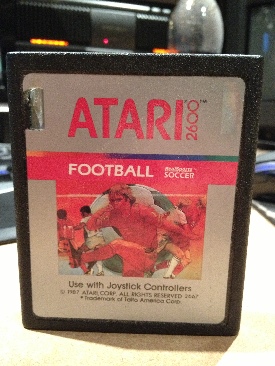 ATARI 2600™
FOOTBALL RealSports SOCCER
Use with Joystick Controllers
© 1987 ATARI CORP. ALL RIGHTS RESERVED 2667
* Trademark of Taito America Corp.